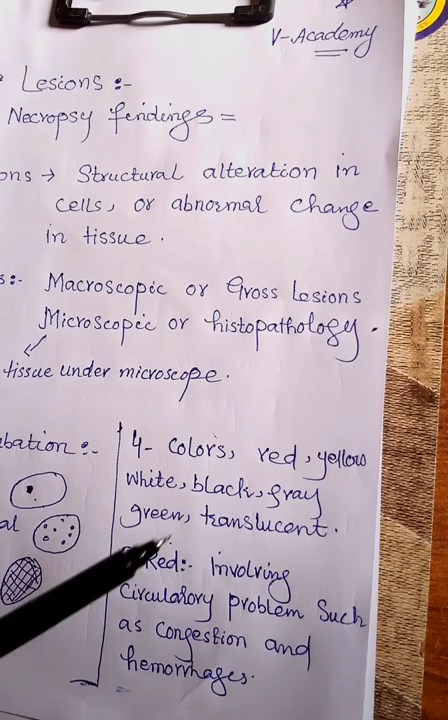 V-Academy
Lesions :-
Necropsy findings =
ons → Structural alteration in
cells, or abnormal change
in tissue.
s:- Macroscopic or Gross Lesions
Microscopic or histopathology.
tissue under microscope.
bation :-
al
4- Colors, red, yellow
white, black, gray
green, translucent.
Red:- Involving
Circulatory problem Such
as congestion and
hemorrhages.